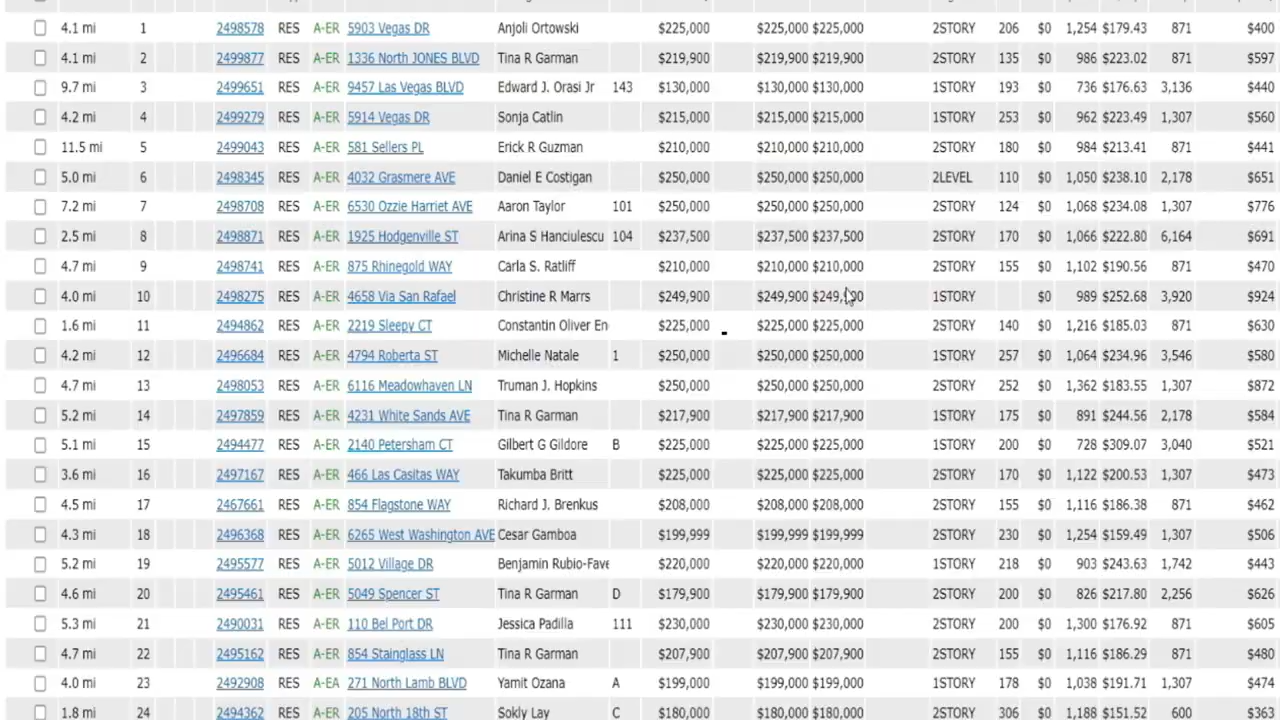 4.1 mi 1 2498578 RES A-ER 5903 Vegas DR Anjoli Ortowski $225,000 $225,000 $225,000 2STORY 206 $0 1,254 $179.43 871 $400
4.1 mi 2 2499877 RES A-ER 1336 North JONES BLVD Tina R Garman $219,900 $219,900 $219,900 2STORY 135 $0 986 $223.02 871 $597
9.7 mi 3 2499651 RES A-ER 9457 Las Vegas BLVD Edward J. Orasi Jr 143 $130,000 $130,000 $130,000 1STORY 193 $0 736 $176.63 3,136 $440
4.2 mi 4 2499279 RES A-ER 5914 Vegas DR Sonja Catlin $215,000 $215,000 $215,000 1STORY 253 $0 962 $223.49 1,307 $560
11.5 mi 5 2499043 RES A-ER 581 Sellers PL Erick R Guzman $210,000 $210,000 $210,000 2STORY 180 $0 984 $213.41 871 $441
5.0 mi 6 2498345 RES A-ER 4032 Grasmere AVE Daniel E Costigan $250,000 $250,000 $250,000 2LEVEL 110 $0 1,050 $238.10 2,178 $651
7.2 mi 7 2498708 RES A-ER 6530 Ozzie Harriet AVE Aaron Taylor 101 $250,000 $250,000 $250,000 2STORY 124 $0 1,068 $234.08 1,307 $776
2.5 mi 8 2498871 RES A-ER 1925 Hodgenville ST Arina S Hanciulescu 104 $237,500 $237,500 $237,500 2STORY 170 $0 1,066 $222.80 6,164 $691
4.7 mi 9 2498741 RES A-ER 875 Rhinegold WAY Carla S. Ratliff $210,000 $210,000 $210,000 2STORY 155 $0 1,102 $190.56 871 $470
4.0 mi 10 2498275 RES A-ER 4658 Via San Rafael Christine R Marrs $249,900 $249,900 $249,900 1STORY $0 989 $252.68 3,920 $924
1.6 mi 11 2494862 RES A-ER 2219 Sleepy CT Constantin Oliver En $225,000 $225,000 $225,000 2STORY 140 $0 1,216 $185.03 871 $630
4.2 mi 12 2496684 RES A-ER 4794 Roberta ST Michelle Natale 1 $250,000 $250,000 $250,000 1STORY 257 $0 1,064 $234.96 3,546 $580
4.7 mi 13 2498053 RES A-ER 6116 Meadowhaven LN Truman J. Hopkins $250,000 $250,000 $250,000 2STORY 252 $0 1,362 $183.55 1,307 $872
5.2 mi 14 2497859 RES A-ER 4231 White Sands AVE Tina R Garman $217,900 $217,900 $217,900 1STORY 175 $0 891 $244.56 2,178 $584
5.1 mi 15 2494477 RES A-ER 2140 Petersham CT Gilbert G Gildore B $225,000 $225,000 $225,000 1STORY 200 $0 728 $309.07 3,040 $521
3.6 mi 16 2497167 RES A-ER 466 Las Casitas WAY Takumba Britt $225,000 $225,000 $225,000 2STORY 170 $0 1,122 $200.53 1,307 $473
4.5 mi 17 2467661 RES A-ER 854 Flagstone WAY Richard J. Brenkus $208,000 $208,000 $208,000 2STORY 155 $0 1,116 $186.38 871 $462
4.3 mi 18 2496368 RES A-ER 6265 West Washington AVE Cesar Gamboa $199,999 $199,999 $199,999 2STORY 230 $0 1,254 $159.49 1,307 $506
5.2 mi 19 2495577 RES A-ER 5012 Village DR Benjamin Rubio-Fave $220,000 $220,000 $220,000 1STORY 218 $0 903 $243.63 1,742 $443
4.6 mi 20 2495461 RES A-ER 5049 Spencer ST Tina R Garman D $179,900 $179,900 $179,900 2STORY 200 $0 826 $217.80 2,256 $626
5.3 mi 21 2490031 RES A-ER 110 Bel Port DR Jessica Padilla 111 $230,000 $230,000 $230,000 2STORY 200 $0 1,300 $176.92 871 $605
4.7 mi 22 2495162 RES A-ER 854 Stainglass LN Tina R Garman $207,900 $207,900 $207,900 2STORY 155 $0 1,116 $186.29 871 $480
4.0 mi 23 2492908 RES A-EA 271 North Lamb BLVD Yamit Ozana A $199,000 $199,000 $199,000 1STORY 178 $0 1,038 $191.71 1,307 $474
1.8 mi 24 2494362 RES A-ER 205 North 18th ST Sokly Lay C $180,000 $180,000 $180,000 2STORY 306 $0 1,188 $151.52 600 $363